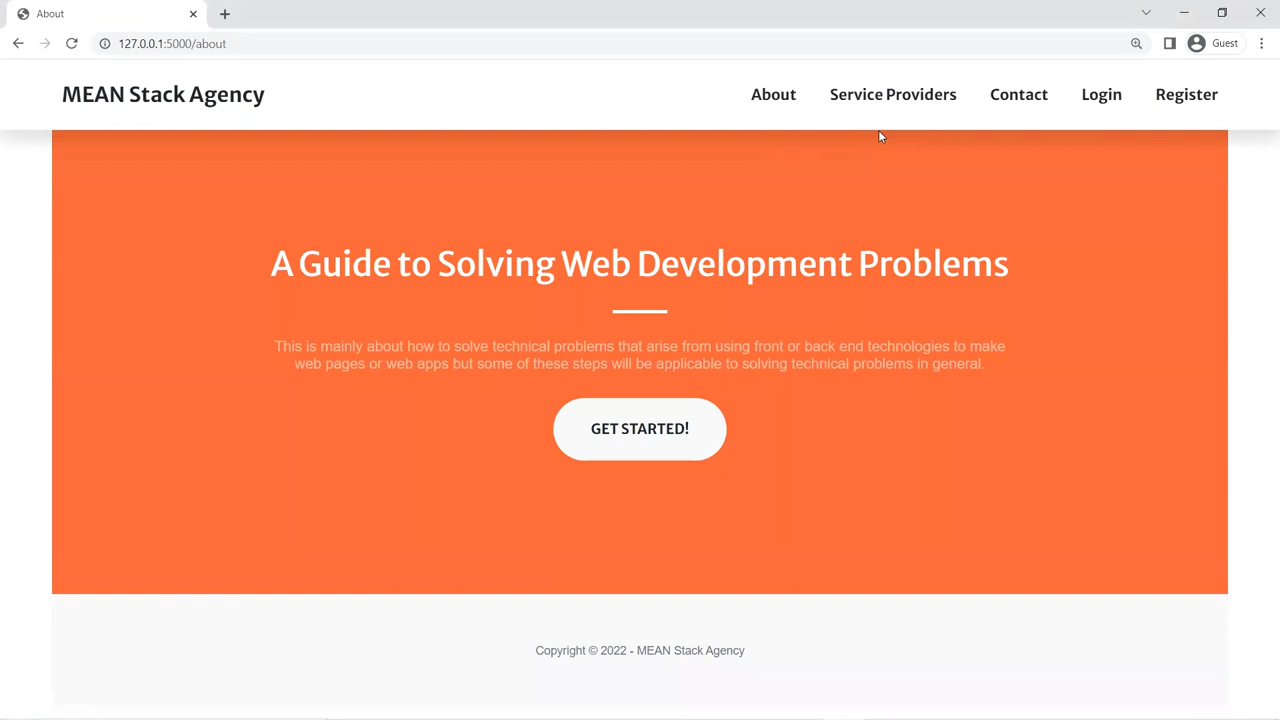 About
127.0.0.1:5000/about
Guest
MEAN Stack Agency
About
Service Providers
Contact
Login
Register
A Guide to Solving Web Development Problems
This is mainly about how to solve technical problems that arise from using front or back end technologies to make
web pages or web apps but some of these steps will be applicable to solving technical problems in general.
GET STARTED!
Copyright © 2022 - MEAN Stack Agency